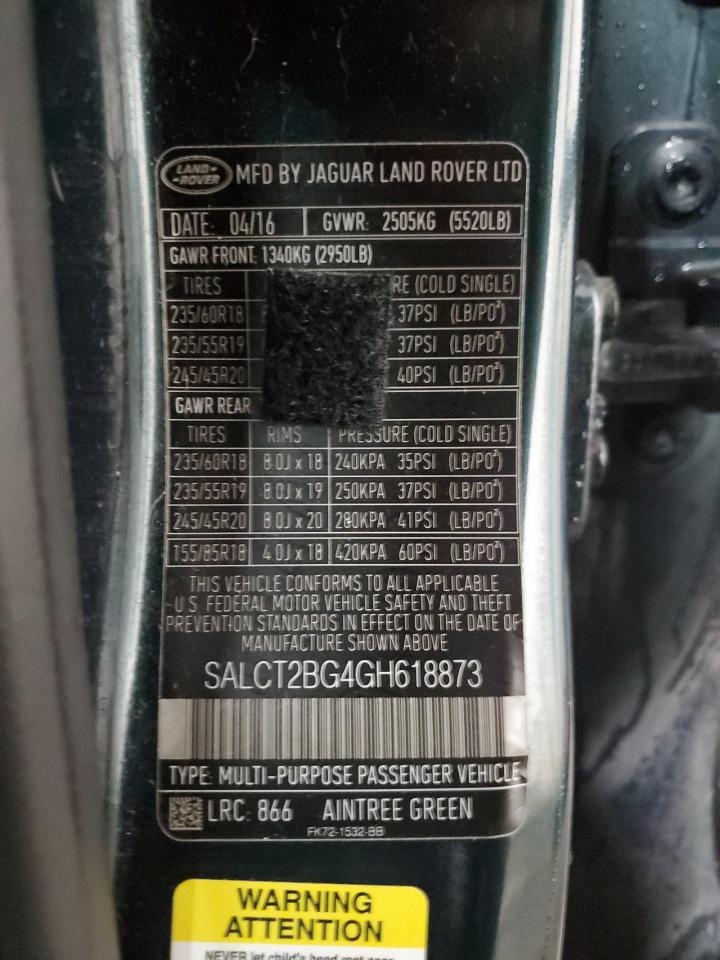 LAND ROVER MFD BY JAGUAR LAND ROVER LTD
DATE: 04/16 GVWR: 2505KG (5520LB)
GAWR FRONT: 1340KG (2950LB)
TIRES RE (COLD SINGLE)
235/60R18 37PSI (LB/PO²)
235/55R19 37PSI (LB/PO²)
245/45R20 40PSI (LB/PO²)
GAWR REAR
TIRES RIMS PRESSURE (COLD SINGLE)
235/60R18 8.0J x 18 240KPA 35PSI (LB/PO²)
235/55R19 8.0J x 19 250KPA 37PSI (LB/PO²)
245/45R20 8.0J x 20 280KPA 41PSI (LB/PO²)
155/85R18 4.0J x 18 420KPA 60PSI (LB/PO²)
THIS VEHICLE CONFORMS TO ALL APPLICABLE
U.S. FEDERAL MOTOR VEHICLE SAFETY AND THEFT
PREVENTION STANDARDS IN EFFECT ON THE DATE OF
MANUFACTURE SHOWN ABOVE
SALCT2BG4GH618873
TYPE: MULTI-PURPOSE PASSENGER VEHICLE
LRC: 866 AINTREE GREEN
FK72-1532-BB
WARNING
ATTENTION
NEVER let child's head rest near